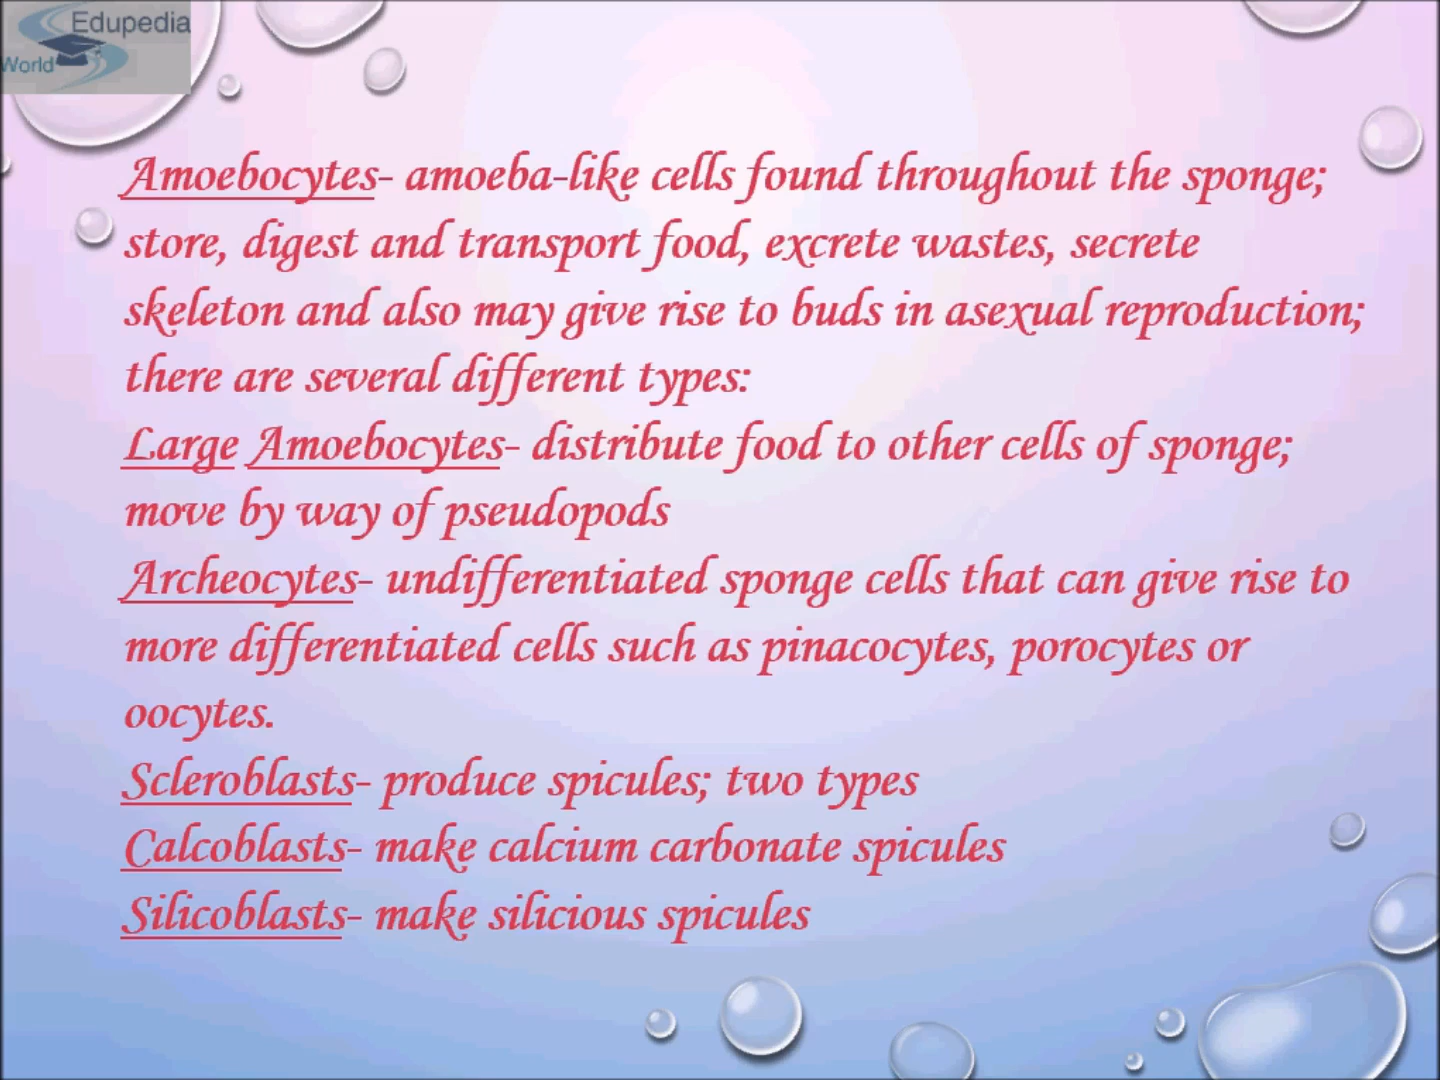 Edupedia
World
Amoebocytes- amoeba-like cells found throughout the sponge;
store, digest and transport food, excrete wastes, secrete
skeleton and also may give rise to buds in asexual reproduction;
there are several different types:
Large Amoebocytes- distribute food to other cells of sponge;
move by way of pseudopods
Archeocytes- undifferentiated sponge cells that can give rise to
more differentiated cells such as pinacocytes, porocytes or
oocytes.
Scleroblasts- produce spicules; two types
Calcoblasts- make calcium carbonate spicules
Silicoblasts- make silicious spicules